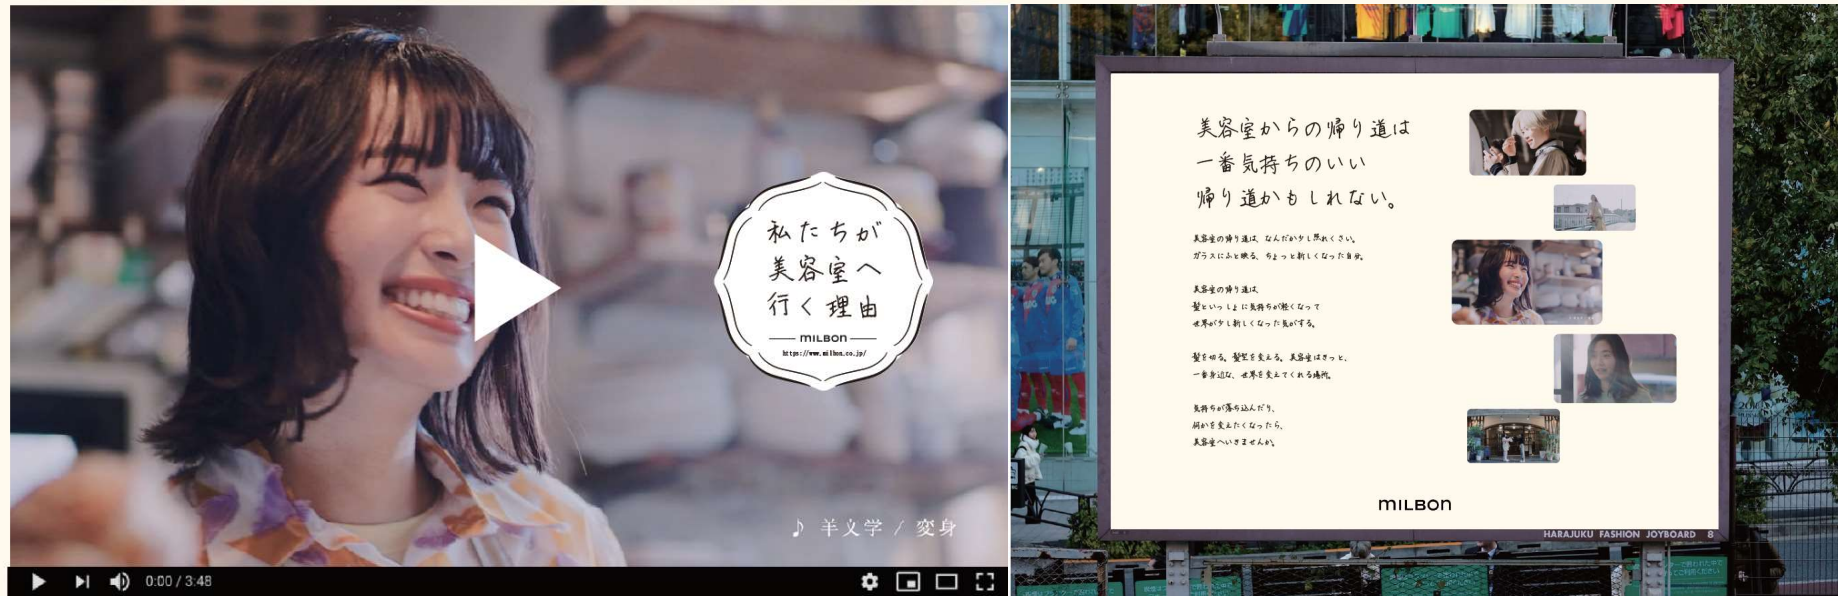 私たちが
美容室へ
行く理由
MILBON
https://www.milbon.co.jp/
♪ 羊文学 / 変身
0:00 / 3:48
美容室からの帰り道は
一番気持ちのいい
帰り道かもしれない。
美容室の帰り道は、なんだか少し照れくさい。
ガラスにふと映る、ちょっと新しくなった自分。
美容室の帰り道は、
髪といっしょに気持ちが軽くなって
世界が少し新しくなった気がする。
髪を切る。髪型を変える。美容室はきっと、
一番身近な、世界を変えてくれる場所。
気持ちが落ち込んだり、
何かを変えたくなったら、
美容室へいきませんか。
MILBON
HARAJUKU FASHION JOYBOARD 8